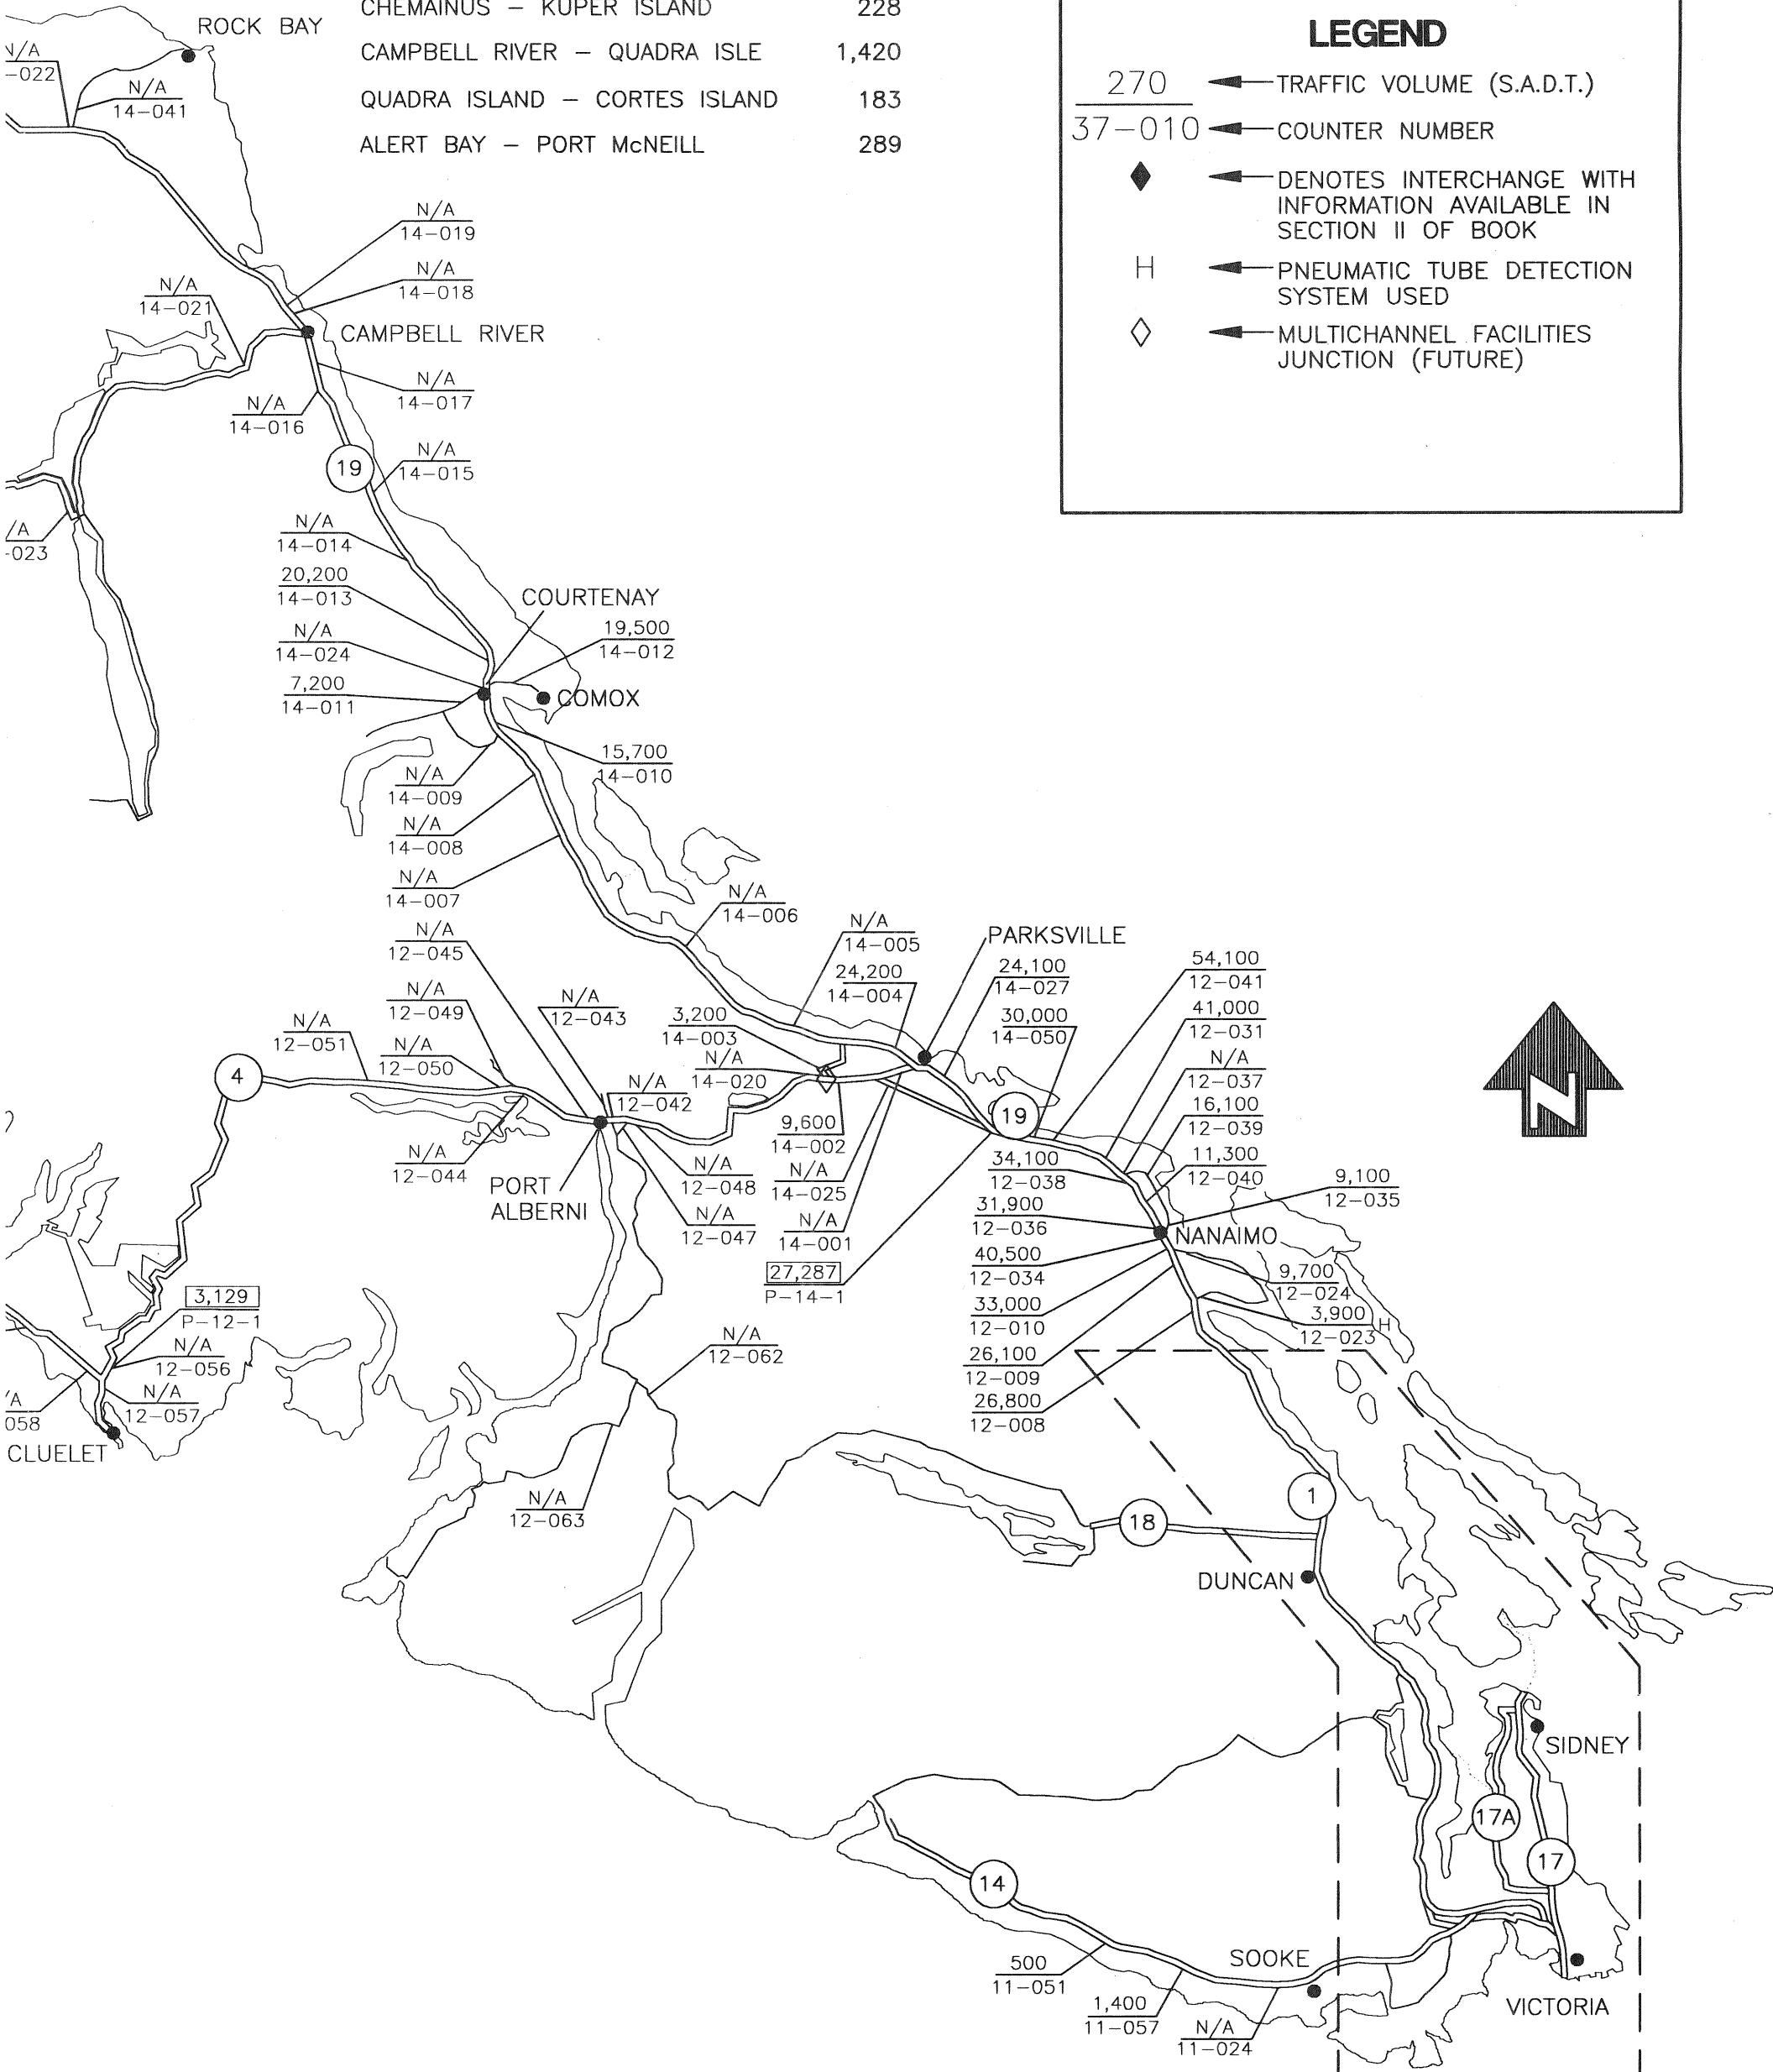 CHEMAINUS – KUPER ISLAND 228
CAMPBELL RIVER – QUADRA ISLE 1,420
QUADRA ISLAND – CORTES ISLAND 183
ALERT BAY – PORT McNEILL 289
LEGEND
270
TRAFFIC VOLUME (S.A.D.T.)
37–010
COUNTER NUMBER
DENOTES INTERCHANGE WITH
INFORMATION AVAILABLE IN
SECTION II OF BOOK
H
PNEUMATIC TUBE DETECTION
SYSTEM USED
MULTICHANNEL FACILITIES
JUNCTION (FUTURE)
ROCK BAY
N/A
–022
N/A
14–041
N/A
14–019
N/A
14–018
N/A
14–021
CAMPBELL RIVER
N/A
14–017
N/A
14–016
19
N/A
14–015
/A
–023
N/A
14–014
20,200
14–013
COURTENAY
N/A
14–024
19,500
14–012
7,200
14–011
COMOX
15,700
14–010
N/A
14–009
N/A
14–008
N/A
14–007
N/A
14–006
N/A
14–005
N/A
12–045
PARKSVILLE
24,200
14–004
24,100
14–027
54,100
12–041
N/A
12–049
N/A
12–043
3,200
14–003
30,000
14–050
41,000
12–031
N/A
12–051
N/A
12–050
N/A
14–020
N/A
12–037
4
N/A
12–042
19
16,100
12–039
9,600
14–002
N/A
12–044
N/A
12–048
N/A
14–025
34,100
12–038
11,300
12–040
9,100
12–035
PORT
ALBERNI
N/A
12–047
N/A
14–001
31,900
12–036
NANAIMO
27,287
P–14–1
40,500
12–034
9,700
12–024
3,129
P–12–1
33,000
12–010
3,900
12–023
H
N/A
12–056
N/A
12–062
26,100
12–009
/A
058
N/A
12–057
26,800
12–008
CLUELET
N/A
12–063
1
18
DUNCAN
SIDNEY
17A
17
14
500
11–051
SOOKE
1,400
11–057
N/A
11–024
VICTORIA
N